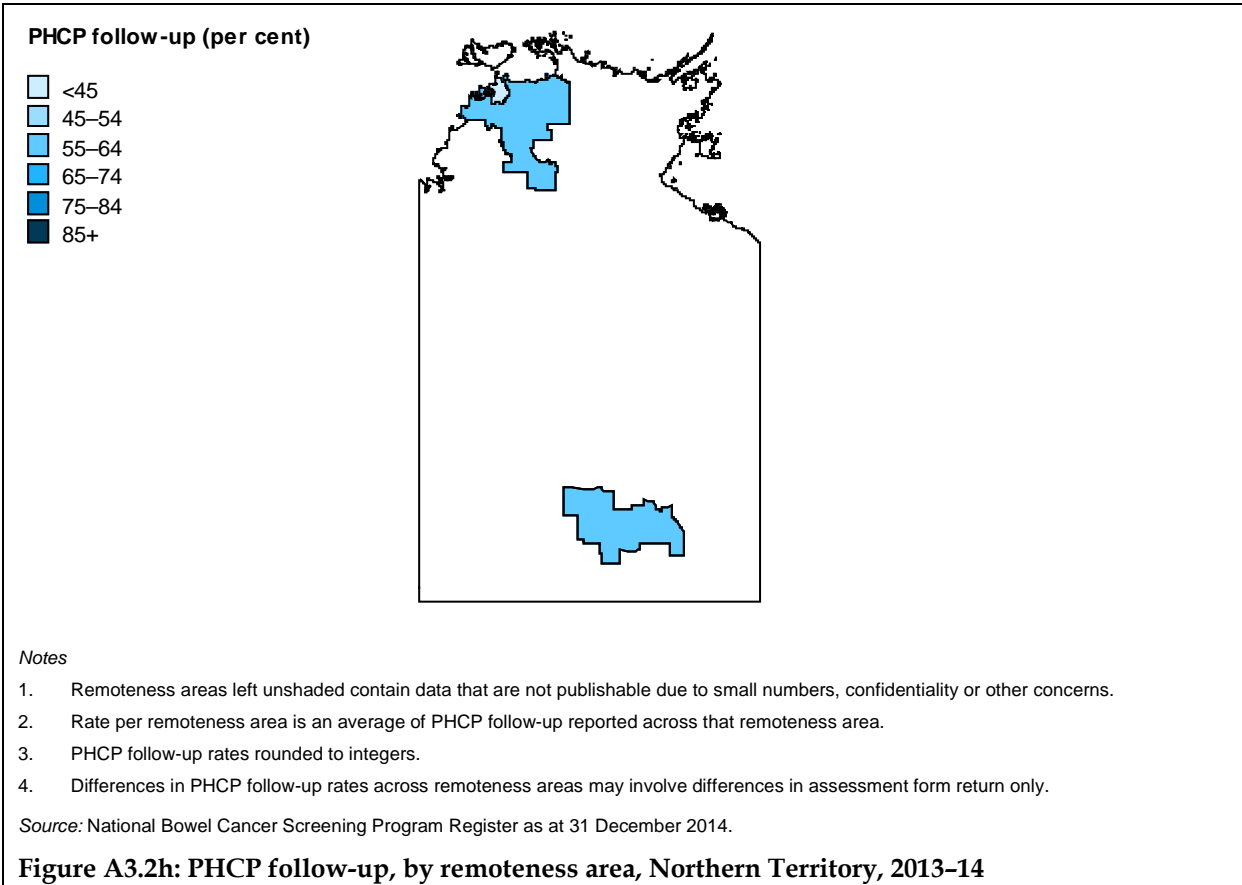 PHCP follow-up (per cent)
<45
45–54
55–64
65–74
75–84
85+
Notes
1. Remoteness areas left unshaded contain data that are not publishable due to small numbers, confidentiality or other concerns.
2. Rate per remoteness area is an average of PHCP follow-up reported across that remoteness area.
3. PHCP follow-up rates rounded to integers.
4. Differences in PHCP follow-up rates across remoteness areas may involve differences in assessment form return only.
Source: National Bowel Cancer Screening Program Register as at 31 December 2014.
Figure A3.2h: PHCP follow-up, by remoteness area, Northern Territory, 2013–14